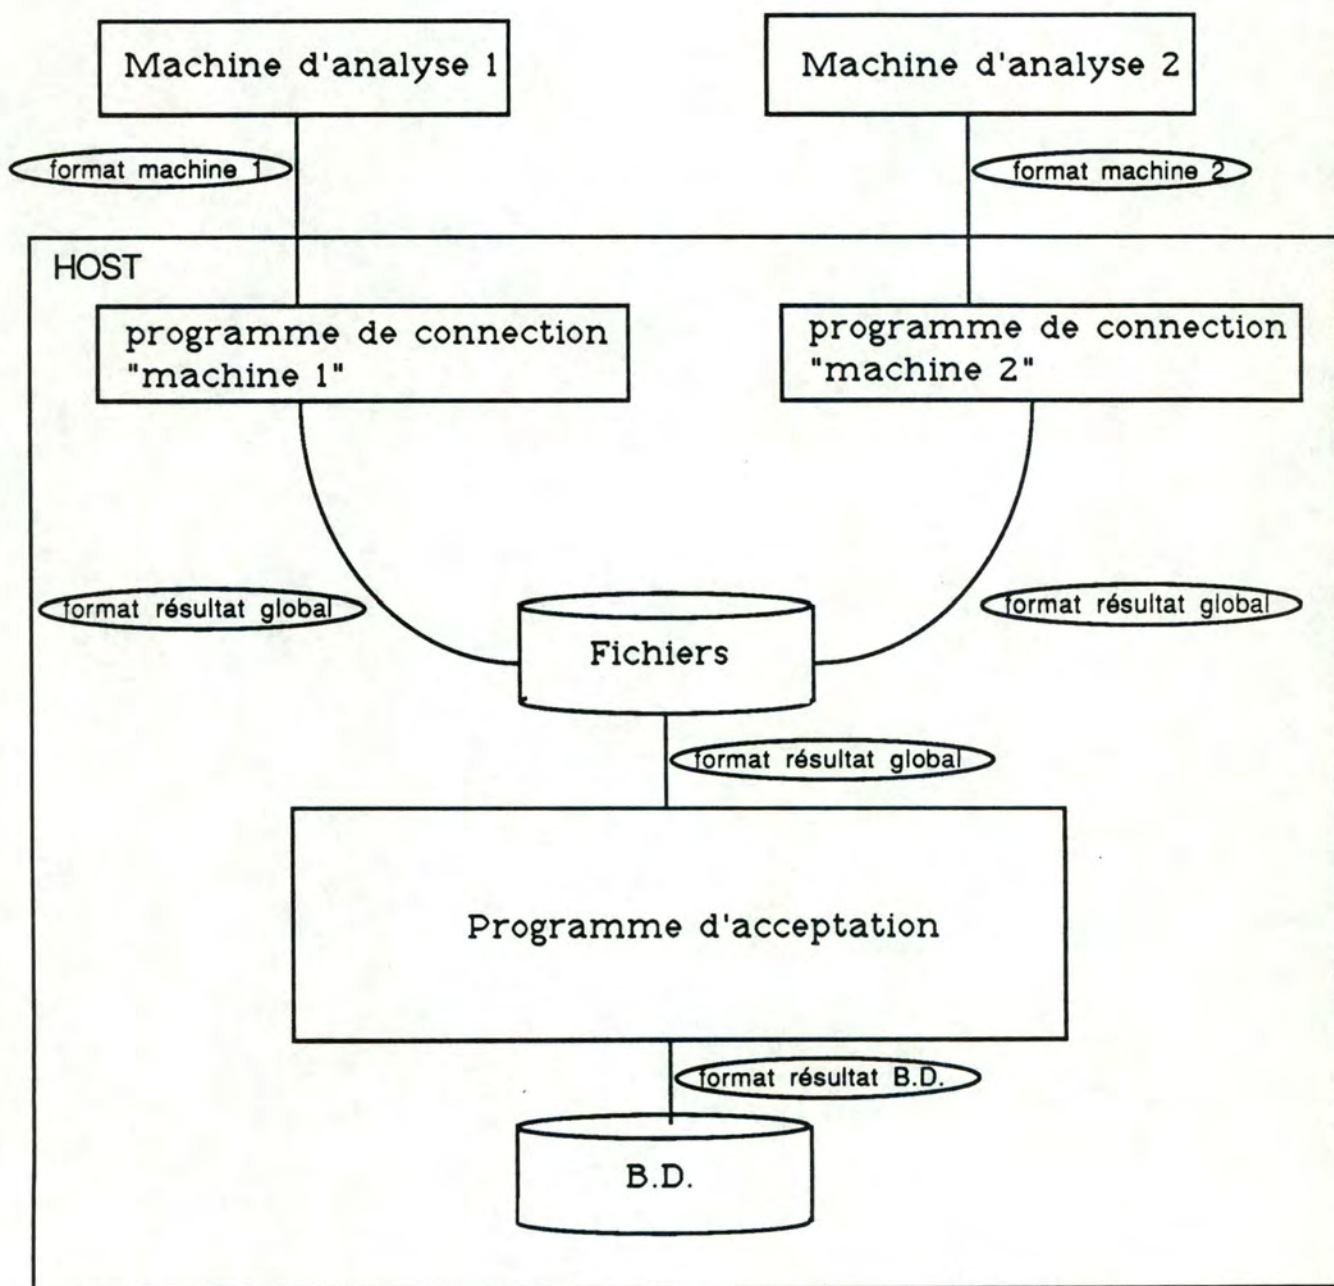 Machine d'analyse 1
Machine d'analyse 2
format machine 1
format machine 2
HOST
programme de connection
"machine 1"
programme de connection
"machine 2"
format résultat global
format résultat global
Fichiers
format résultat global
Programme d'acceptation
format résultat B.D.
B.D.